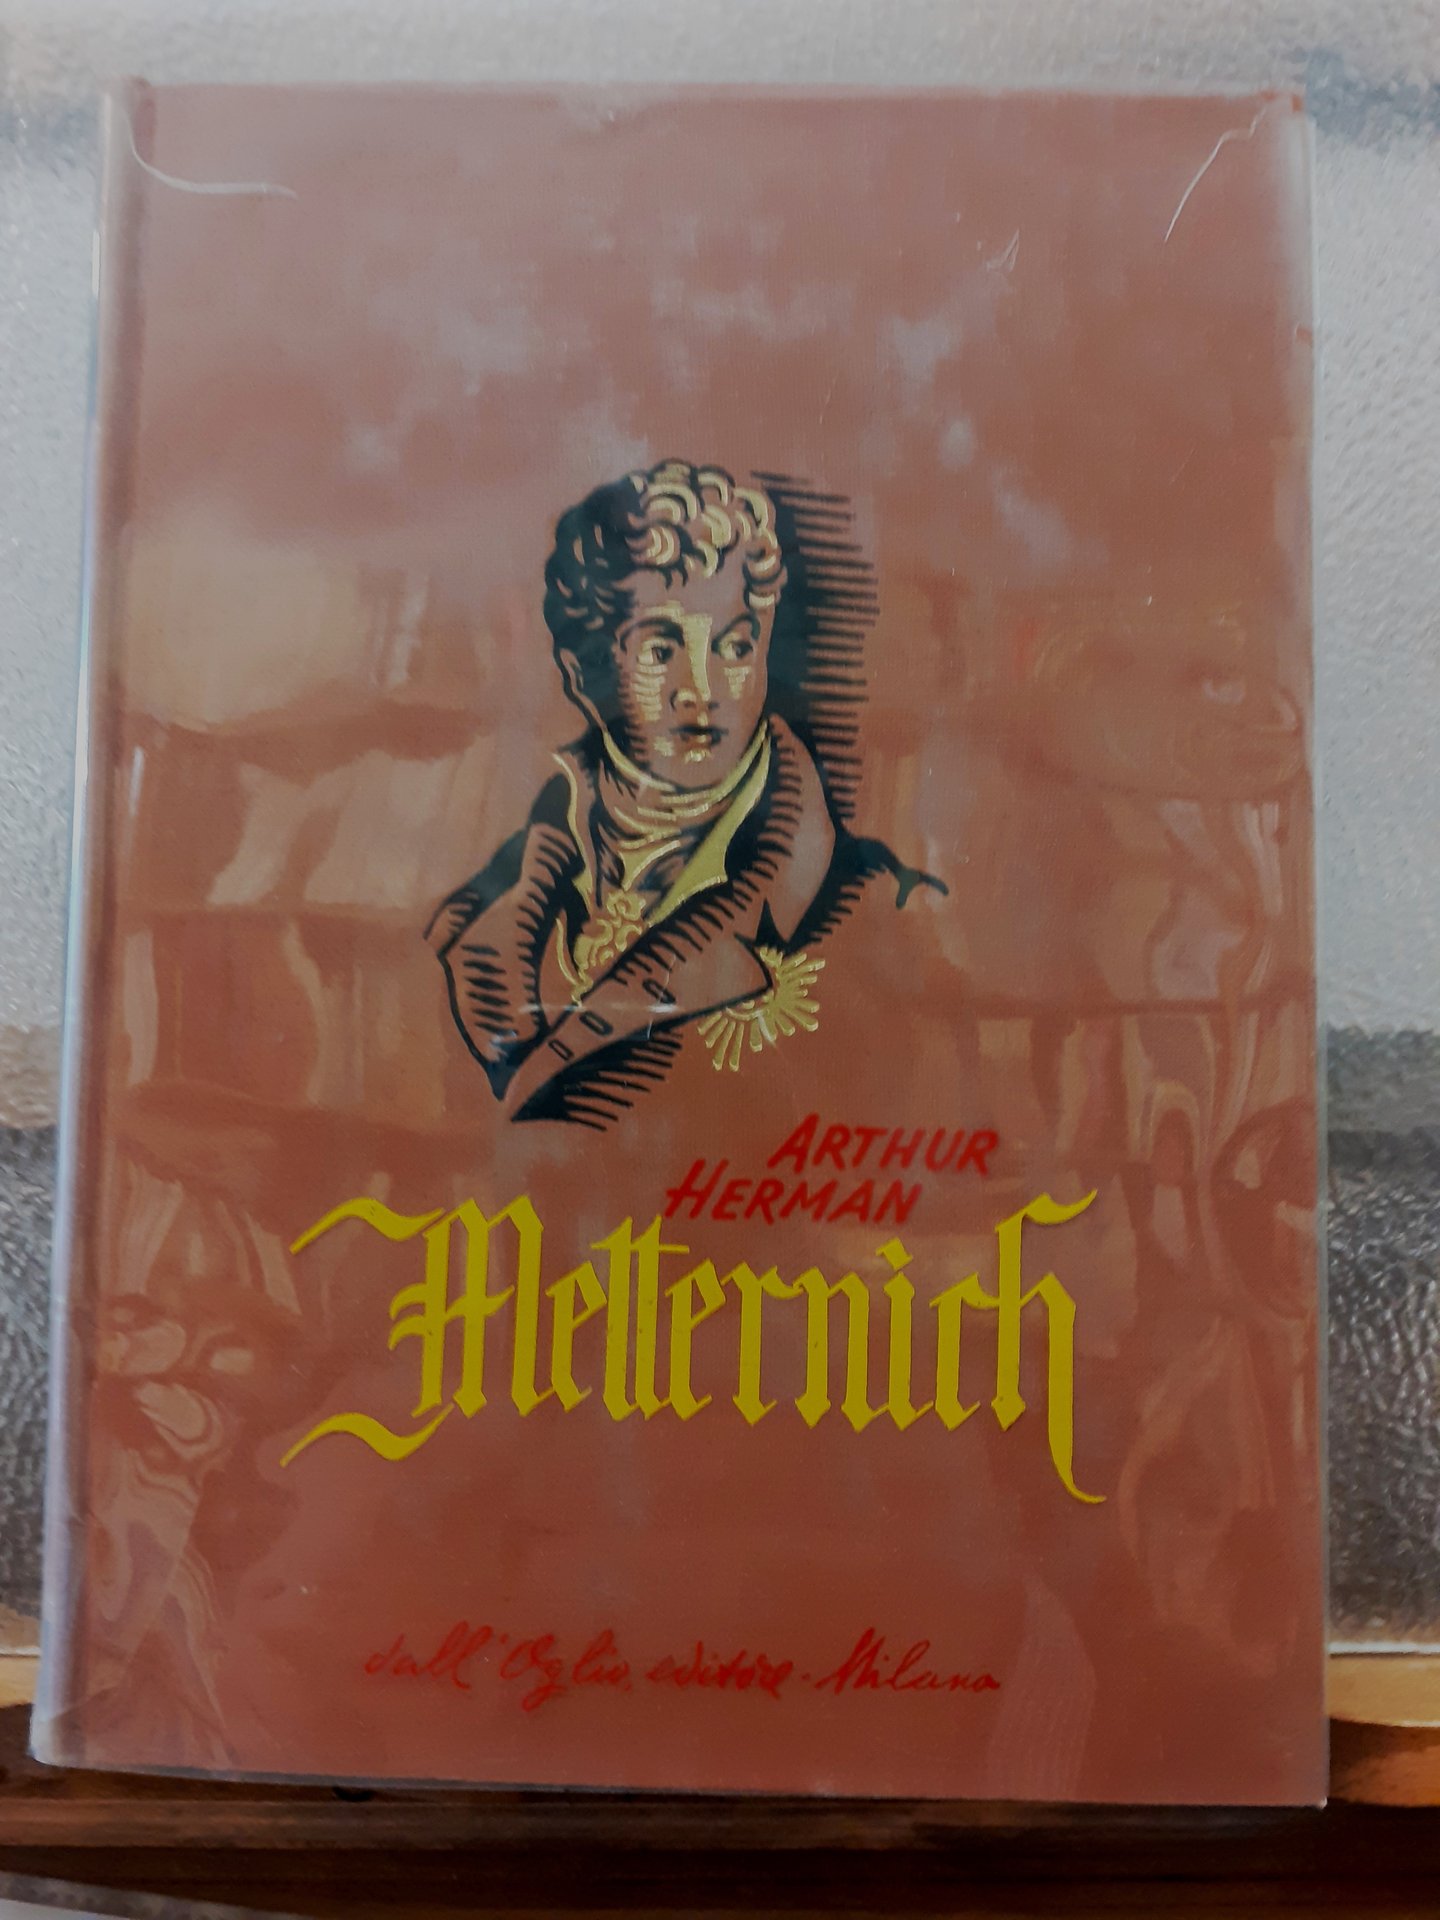 ARTHUR
HERMAN
Metternich
dall'Oglio, editore - Milano